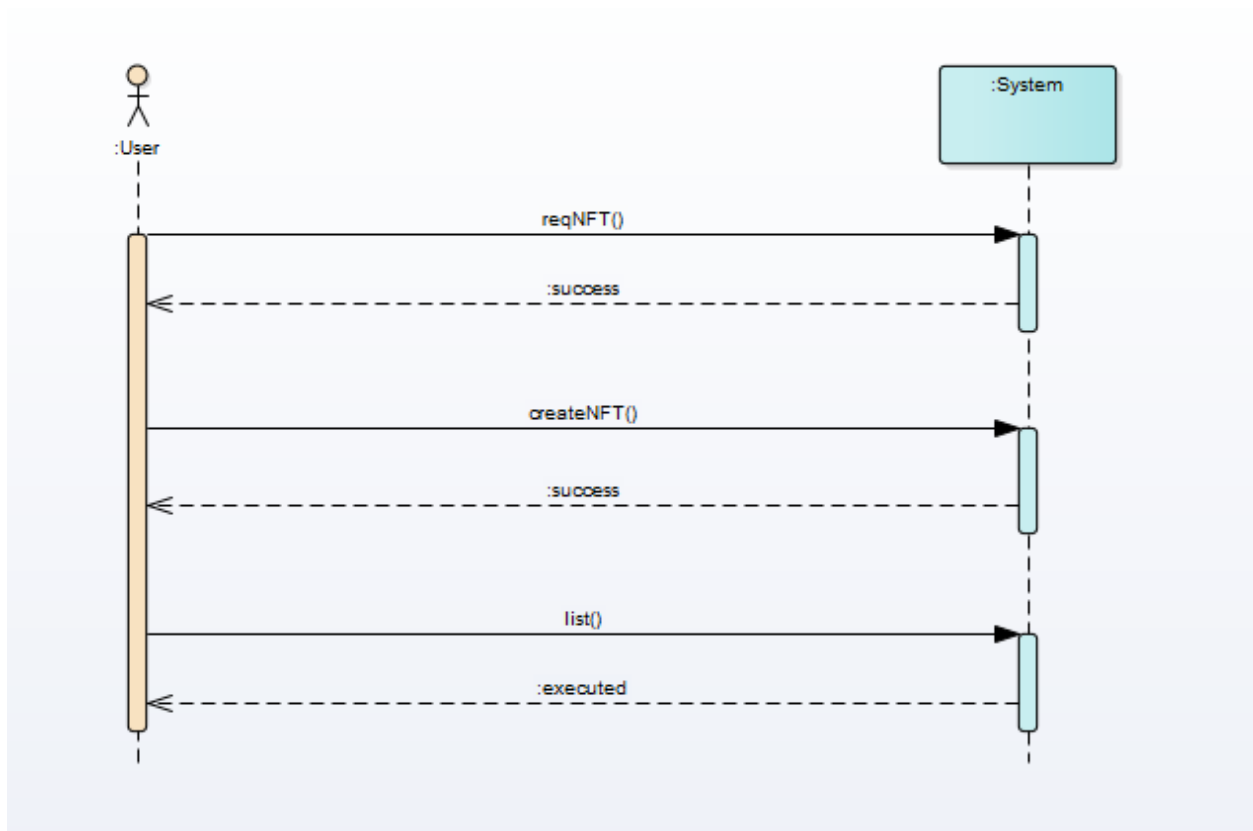 :System
:User
reqNFT()
:success
createNFT()
:success
list()
:executed